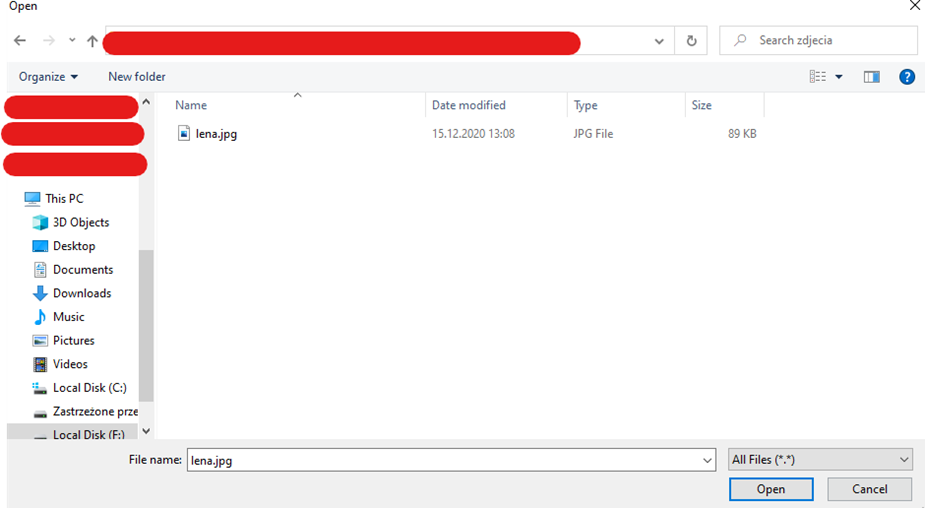 Open
Search zdjecia
Organize
New folder
Name
Date modified
Type
Size
lena.jpg
15.12.2020 13:08
JPG File
89 KB
This PC
3D Objects
Desktop
Documents
Downloads
Music
Pictures
Videos
Local Disk (C:)
Zastrzeżone prze
Local Disk (F:)
File name:
lena.jpg
All Files (*.*)
Open
Cancel